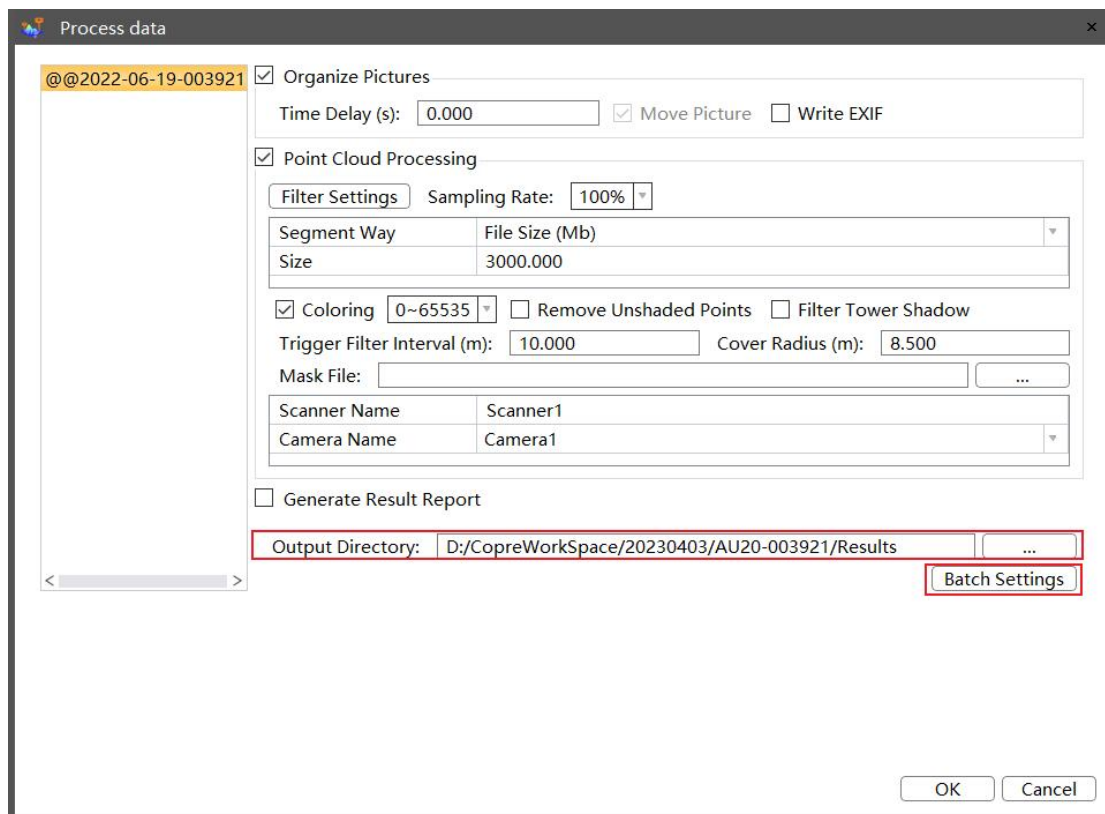 Process data
@@2022-06-19-003921
Organize Pictures
Time Delay (s): 0.000 Move Picture Write EXIF
Point Cloud Processing
Filter Settings Sampling Rate: 100%
Segment Way File Size (Mb)
Size 3000.000
Coloring 0~65535 Remove Unshaded Points Filter Tower Shadow
Trigger Filter Interval (m): 10.000 Cover Radius (m): 8.500
Mask File: ...
Scanner Name Scanner1
Camera Name Camera1
Generate Result Report
Output Directory: D:/CopreWorkSpace/20230403/AU20-003921/Results ...
Batch Settings
OK Cancel